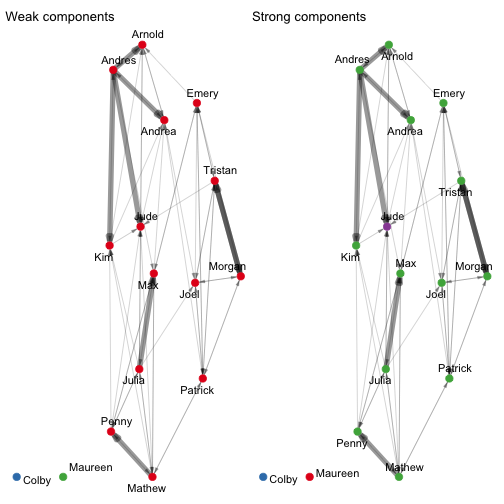 Weak components
Arnold
Andres
Emery
Andrea
Tristan
Jude
Kim
Morgan
Max
Joel
Julia
Patrick
Penny
Colby
Maureen
Mathew
Strong components
Andres
Arnold
Emery
Andrea
Tristan
Jude
Kim
Max
Morgan
Joel
Patrick
Julia
Penny
Mathew
Colby
Maureen